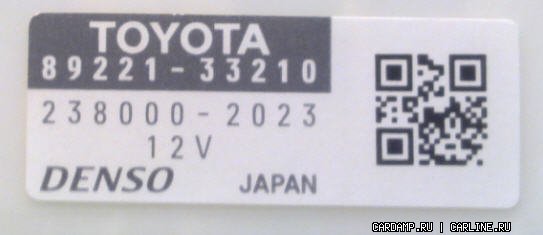 TOYOTA
89221-33210
238000-2023
12V
DENSO JAPAN
CARDAMP.RU | CARLINE.RU